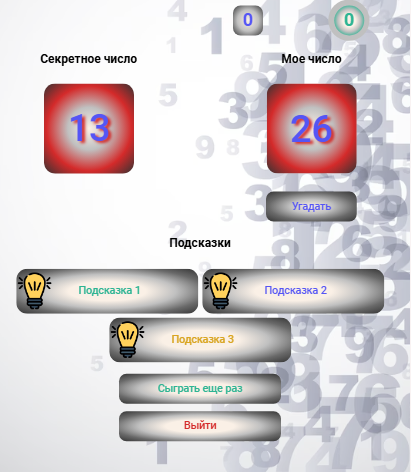 0 0
Секретное число Мое число
13 26
Угадать
Подсказки
Подсказка 1 Подсказка 2
Подсказка 3
Сыграть еще раз
Выйти